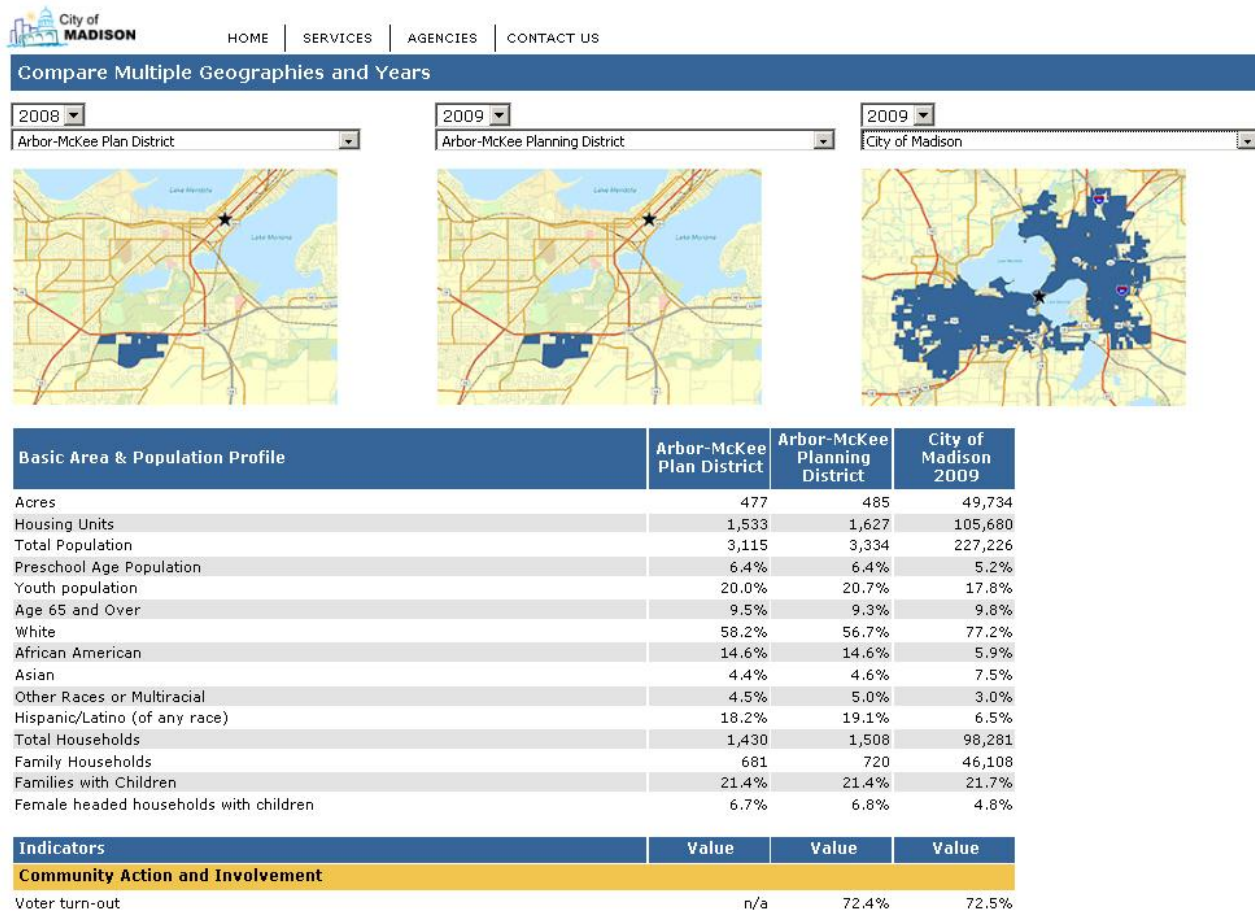 City of
MADISON
HOME SERVICES AGENCIES CONTACT US
Compare Multiple Geographies and Years
2008 2009 2009
Arbor-McKee Plan District Arbor-McKee Planning District City of Madison
Lake Mendota Lake Mendota
Lake Monona Lake Monona
Basic Area & Population Profile Arbor-McKee Plan District Arbor-McKee Planning District City of Madison 2009
Acres 477 485 49,734
Housing Units 1,533 1,627 105,680
Total Population 3,115 3,334 227,226
Preschool Age Population 6.4% 6.4% 5.2%
Youth population 20.0% 20.7% 17.8%
Age 65 and Over 9.5% 9.3% 9.8%
White 58.2% 56.7% 77.2%
African American 14.6% 14.6% 5.9%
Asian 4.4% 4.6% 7.5%
Other Races or Multiracial 4.5% 5.0% 3.0%
Hispanic/Latino (of any race) 18.2% 19.1% 6.5%
Total Households 1,430 1,508 98,281
Family Households 681 720 46,108
Families with Children 21.4% 21.4% 21.7%
Female headed households with children 6.7% 6.8% 4.8%
Indicators Value Value Value
Community Action and Involvement
Voter turn-out n/a 72.4% 72.5%